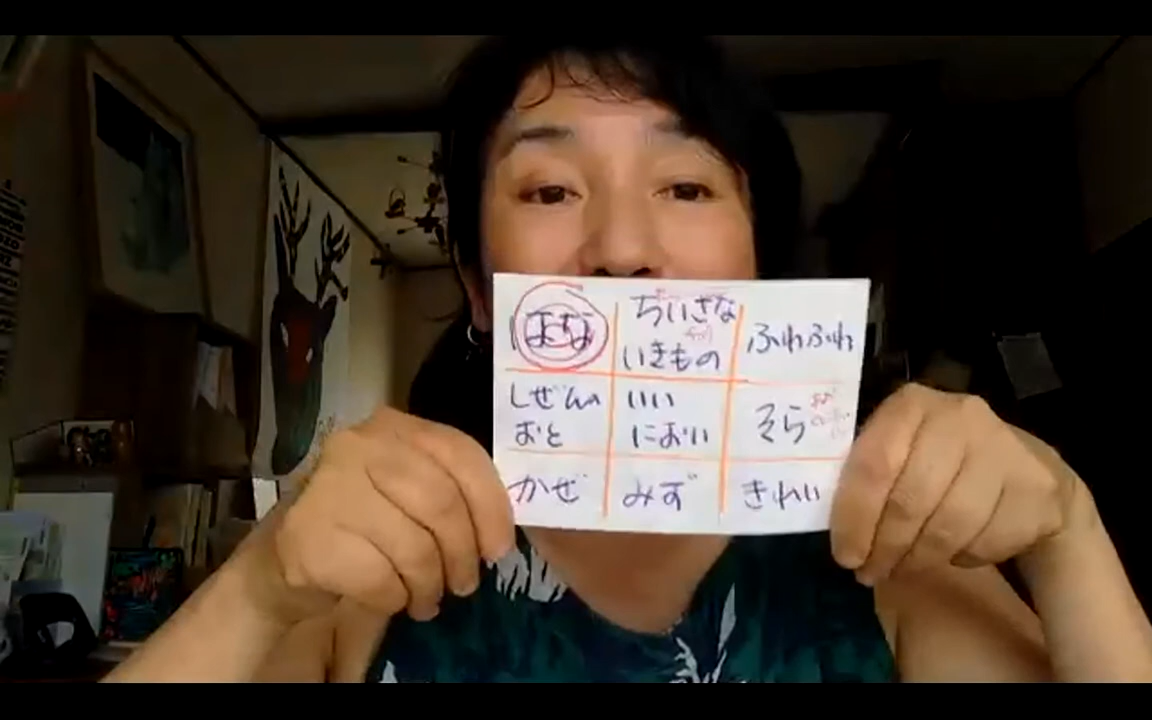 はな
ちいさな
いきもの
ふわふわ
しぜんの
おと
いい
におい
そら
かぜ
みず
きれい